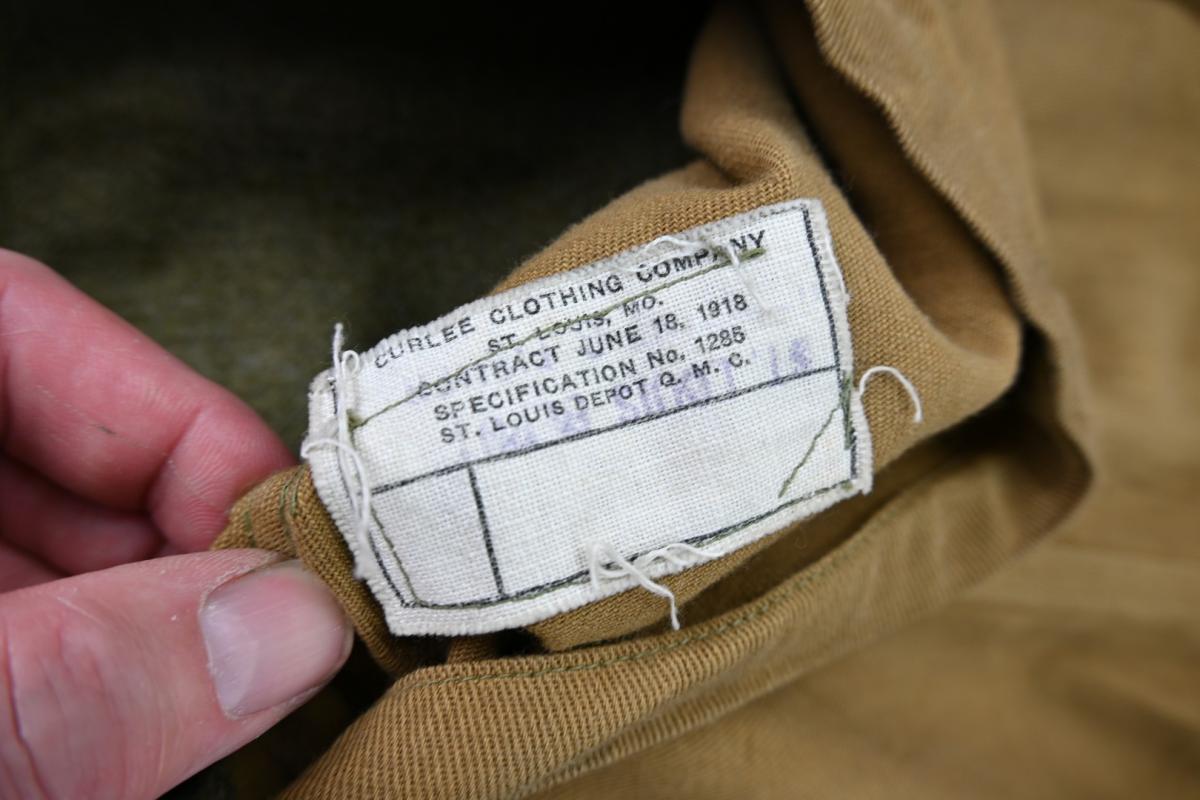 CURLEE CLOTHING COMPANY
ST. LOUIS, MO.
CONTRACT JUNE 18, 1918
SPECIFICATION No. 1285
ST. LOUIS DEPOT Q. M. C.